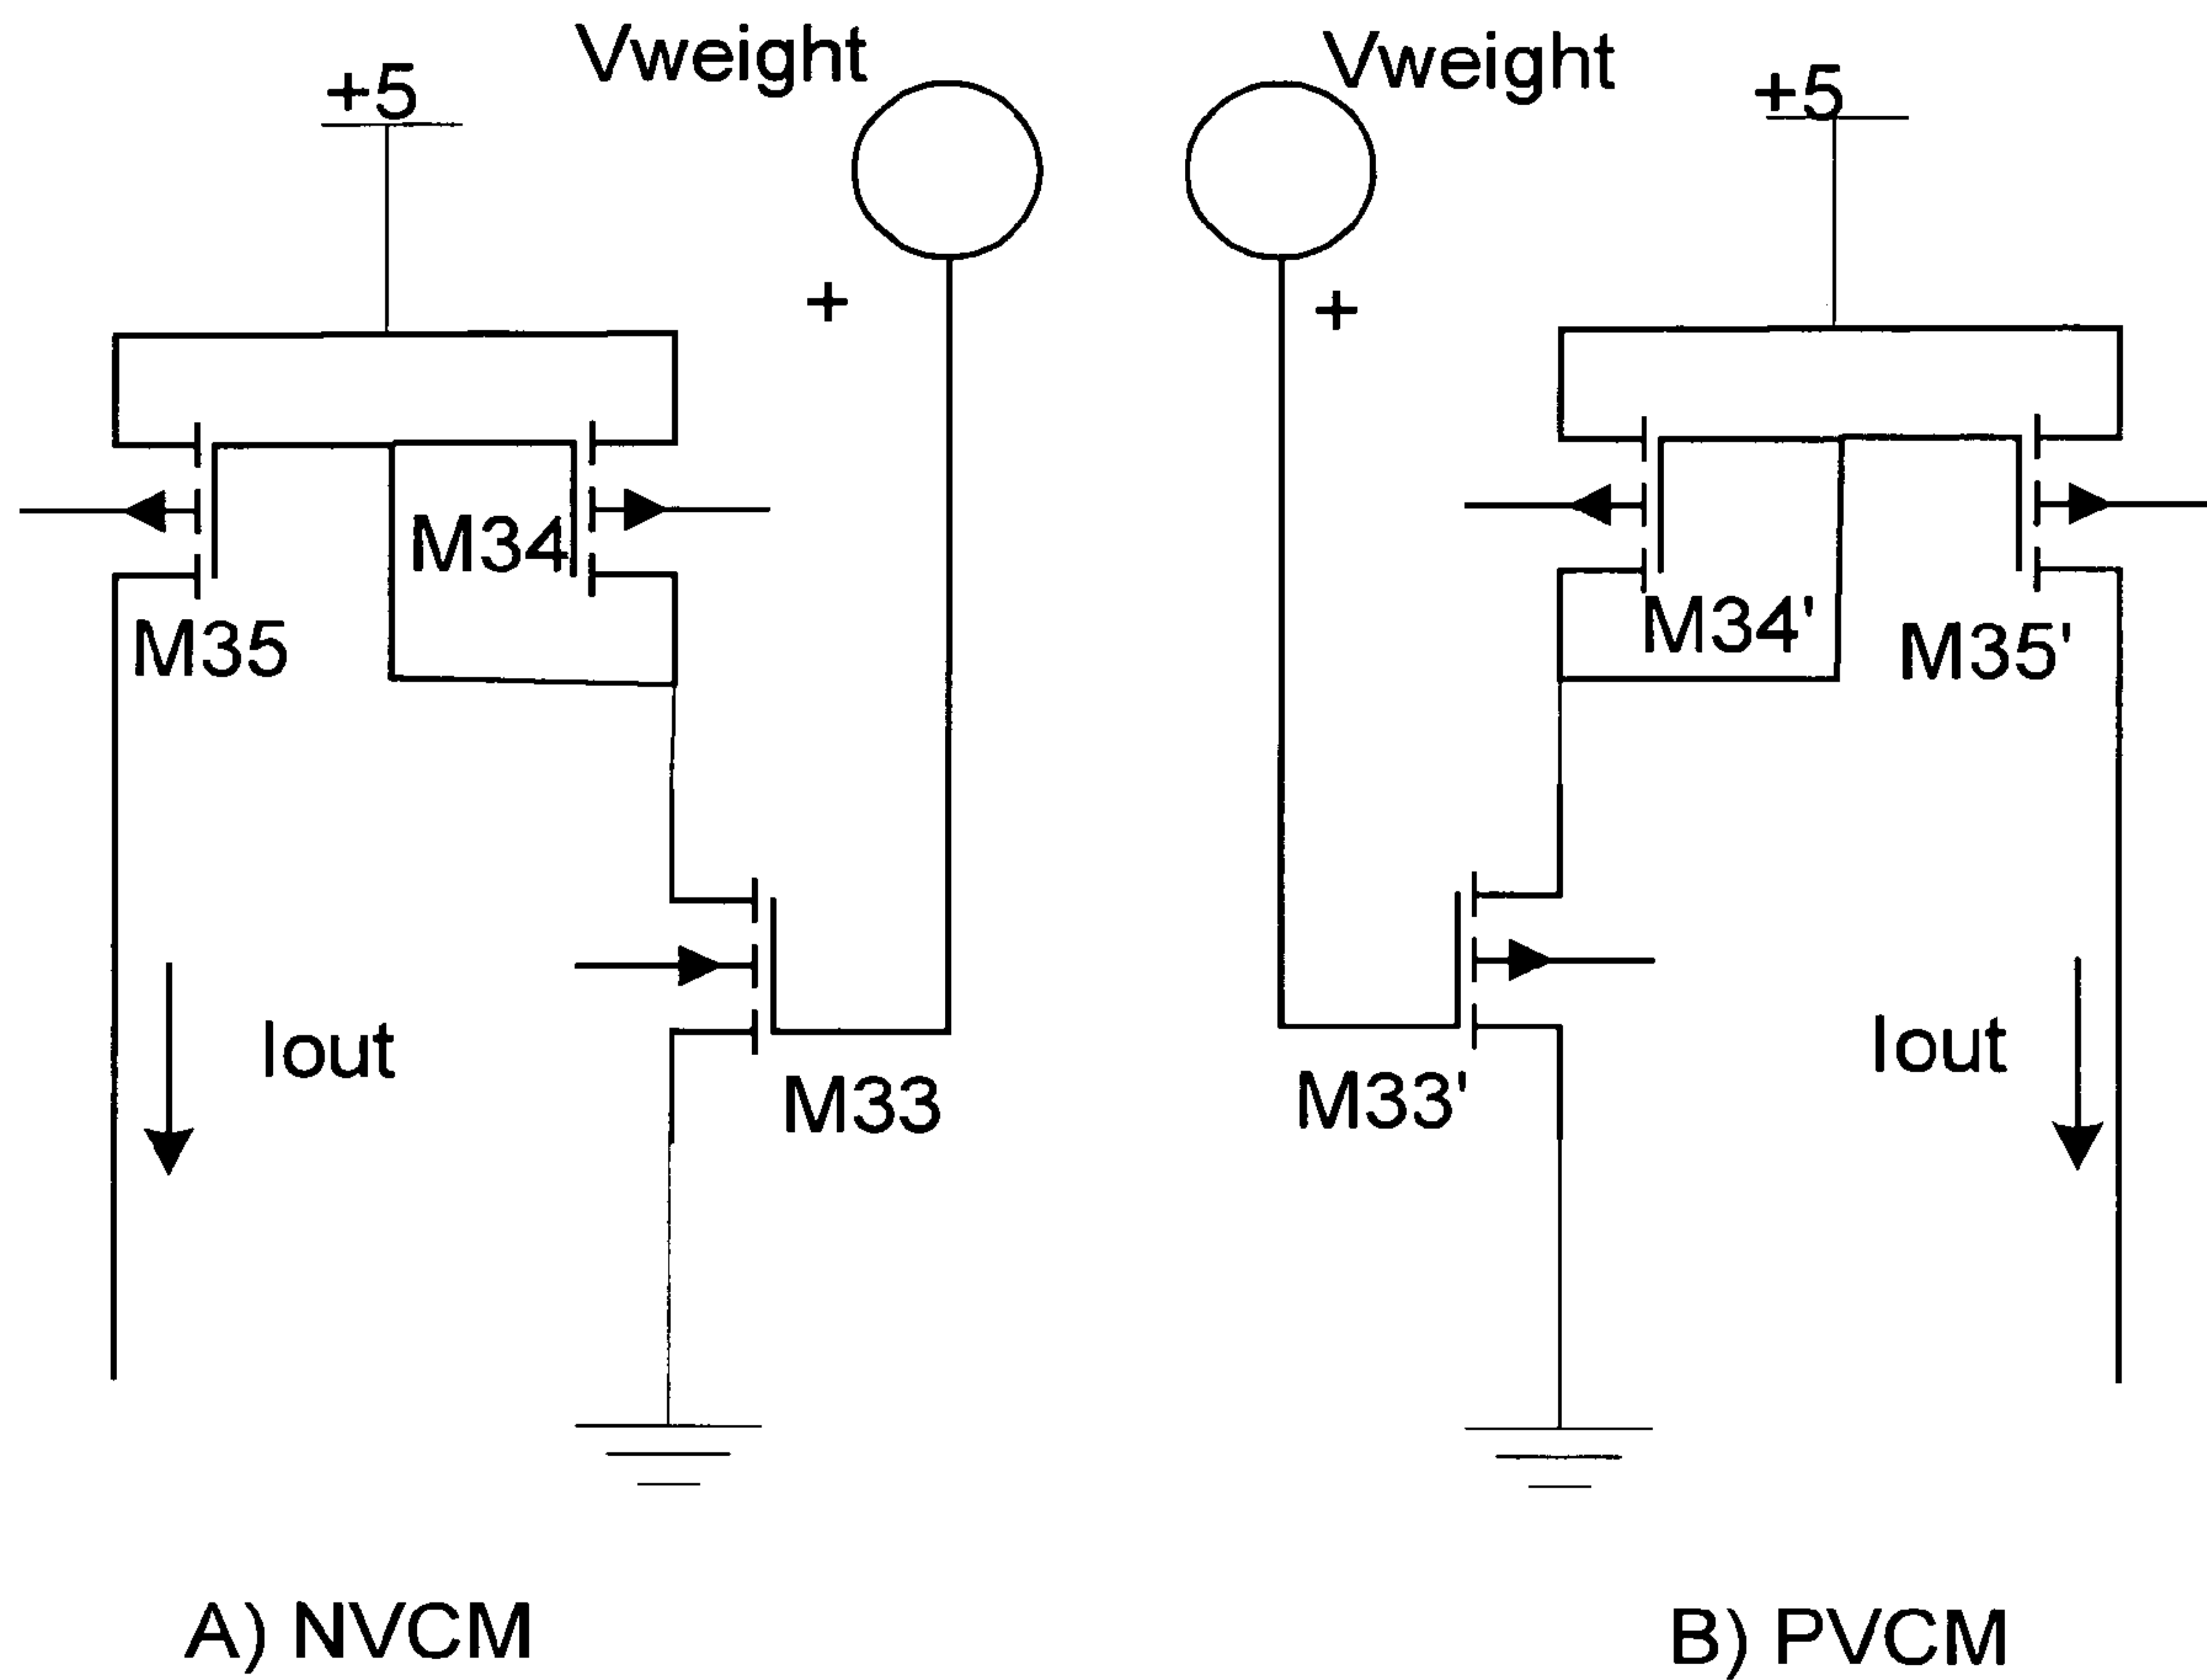 Vweight
Vweight
+5
+5
+
+
M34
M35
M34'
M35'
Iout
Iout
M33
M33'
A) NVCM
B) PVCM